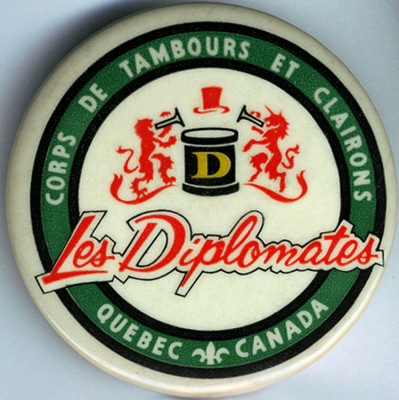 CORPS DE TAMBOURS ET CLAIRONS
D
Les Diplomates
QUEBEC ⚜ CANADA